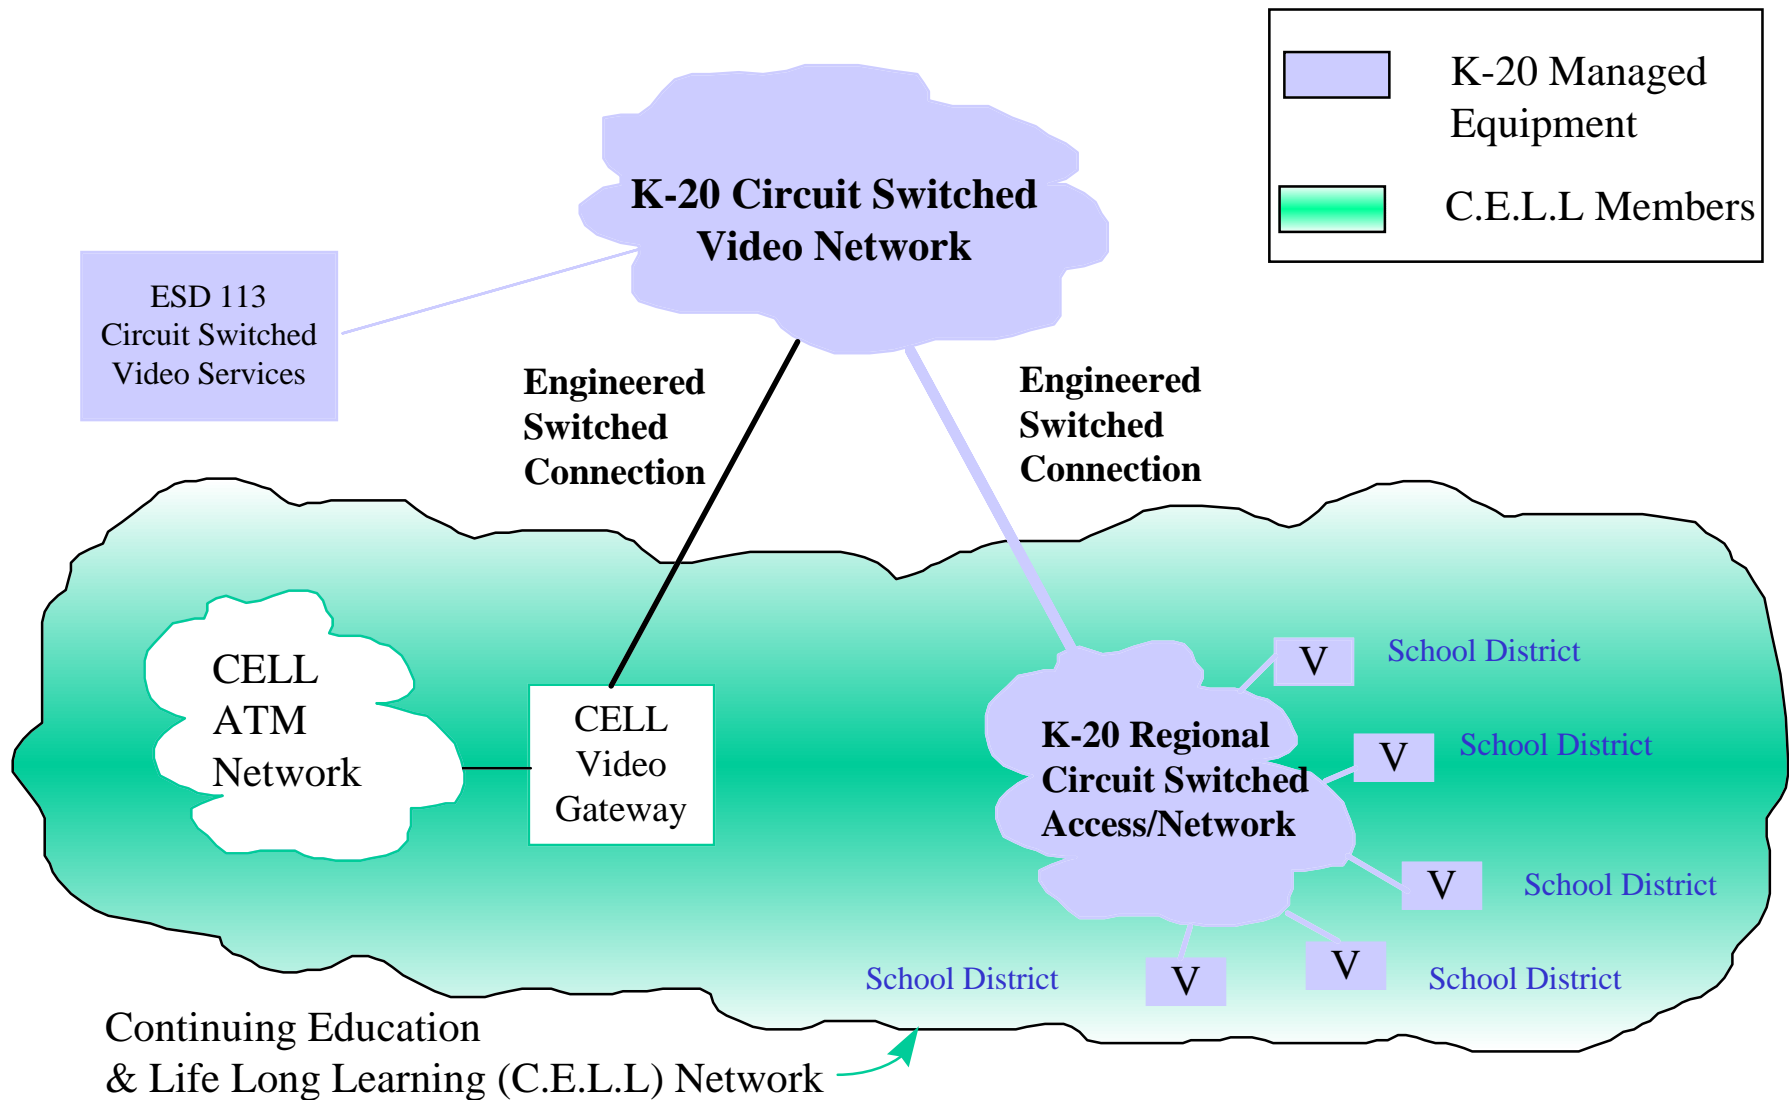 K-20 Managed
Equipment
C.E.L.L Members
K-20 Circuit Switched
Video Network
ESD 113
Circuit Switched
Video Services
Engineered
Switched
Connection
Engineered
Switched
Connection
CELL
ATM
Network
CELL
Video
Gateway
K-20 Regional
Circuit Switched
Access/Network
V
School District
V
School District
V
School District
V
School District
School District
V
Continuing Education
& Life Long Learning (C.E.L.L) Network